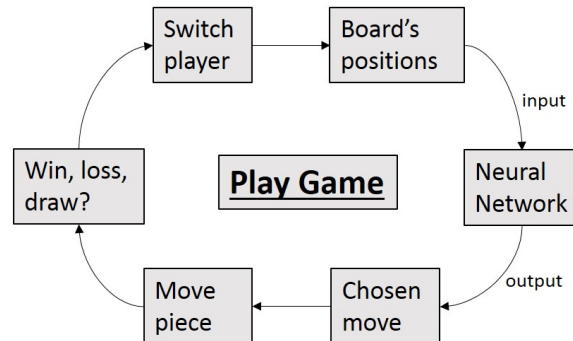 Switch
player
Board's
positions
input
Win, loss,
draw?
Play Game
Neural
Network
output
Move
piece
Chosen
move